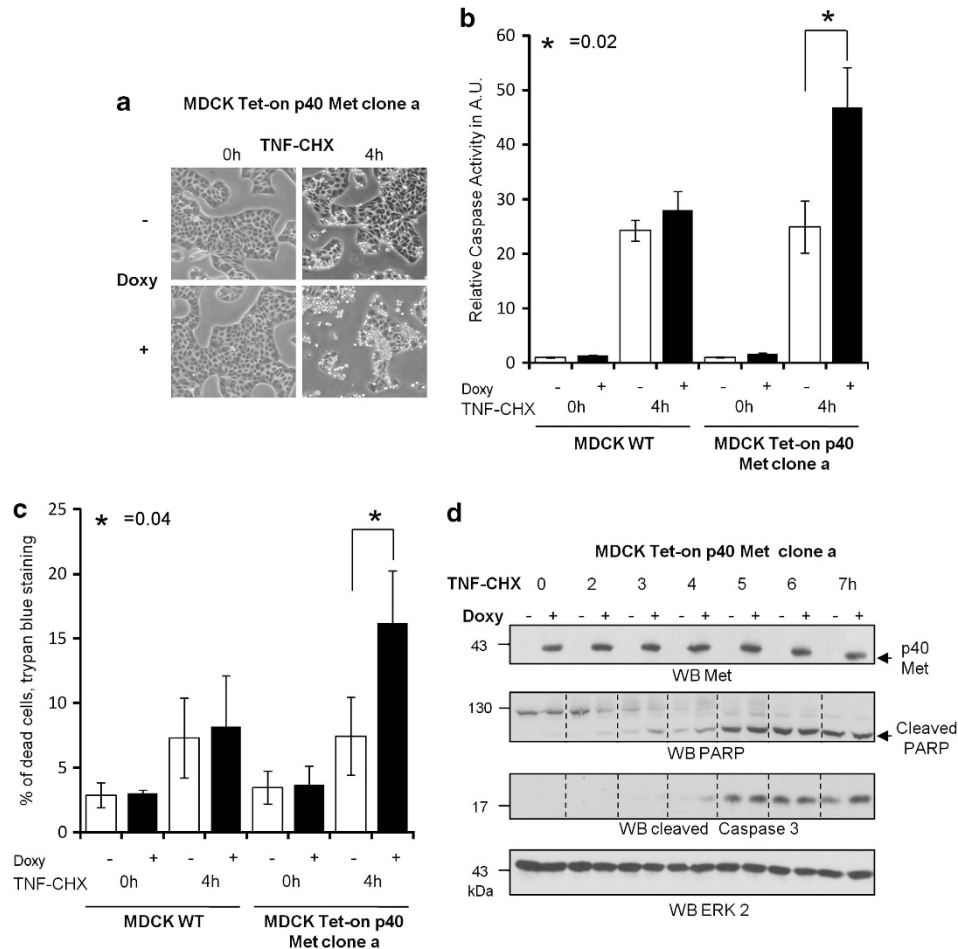 a
MDCK Tet-on p40 Met clone a
TNF-CHX
0h 4h
-
Doxy
+
b
* =0.02
*
Relative Caspase Activity in A.U.
60
50
40
30
20
10
0
Doxy - + - + - + - +
TNF-CHX 0h 4h 0h 4h
MDCK WT MDCK Tet-on p40
Met clone a
c
* =0.04
*
% of dead cells, trypan blue staining
25
20
15
10
5
0
Doxy - + - + - + - +
TNF-CHX 0h 4h 0h 4h
MDCK WT MDCK Tet-on p40
Met clone a
d
MDCK Tet-on p40 Met clone a
TNF-CHX 0 2 3 4 5 6 7h
Doxy - + - + - + - + - + - + - +
43 p40
Met
WB Met
130
Cleaved
PARP
WB PARP
17
WB cleaved Caspase 3
43
kDa
WB ERK 2